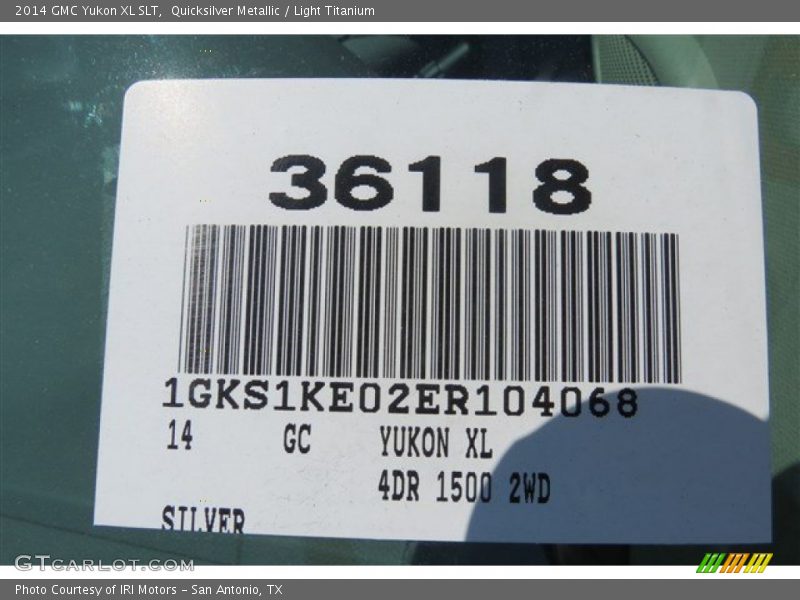 2014 GMC Yukon XL SLT,  Quicksilver Metallic / Light Titanium
36118
1GKS1KE02ER104068
14 GC YUKON XL
4DR 1500 2WD
SILVER
GTCARLOT.COM
Photo Courtesy of IRI Motors – San Antonio, TX